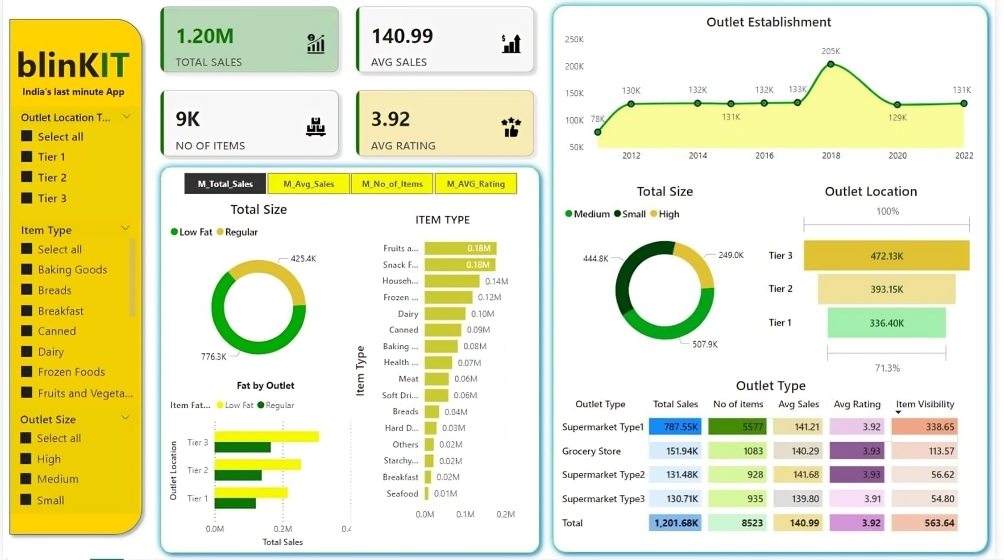 blinKIT
India's last minute App
Outlet Location T...
Select all
Tier 1
Tier 2
Tier 3
Item Type
Select all
Baking Goods
Breads
Breakfast
Canned
Dairy
Frozen Foods
Fruits and Vegeta...
Outlet Size
Select all
High
Medium
Small
1.20M
TOTAL SALES
140.99
AVG SALES
9K
NO OF ITEMS
3.92
AVG RATING
M_Total_Sales M_Avg_Sales M_No_of_Items M_AVG_Rating
Total Size
Low Fat Regular
425.4K
776.3K
Fat by Outlet
Item Fat... Low Fat Regular
Outlet Location
Tier 3
Tier 2
Tier 1
0.0M 0.2M 0.4
Total Sales
ITEM TYPE
Item Type
Fruits a... 0.18M
Snack F... 0.18M
Househ... 0.14M
Frozen ... 0.12M
Dairy 0.10M
Canned 0.09M
Baking ... 0.08M
Health ... 0.07M
Meat 0.06M
Soft Dri... 0.06M
Breads 0.04M
Hard D... 0.03M
Others 0.02M
Starchy... 0.02M
Breakfast 0.02M
Seafood 0.01M
0.0M 0.1M 0.2M
Outlet Establishment
250K
200K
150K
100K
50K
78K 130K 132K 131K 132K 133K 205K 129K 131K
2012 2014 2016 2018 2020 2022
Total Size
Medium Small High
444.8K
249.0K
507.9K
Outlet Location
100%
Tier 3 472.13K
Tier 2 393.15K
Tier 1 336.40K
71.3%
Outlet Type
Outlet Type Total Sales No of items Avg Sales Avg Rating Item Visibility
Supermarket Type1 787.55K 5577 141.21 3.92 338.65
Grocery Store 151.94K 1083 140.29 3.93 113.57
Supermarket Type2 131.48K 928 141.68 3.93 56.62
Supermarket Type3 130.71K 935 139.80 3.91 54.80
Total 1,201.68K 8523 140.99 3.92 563.64